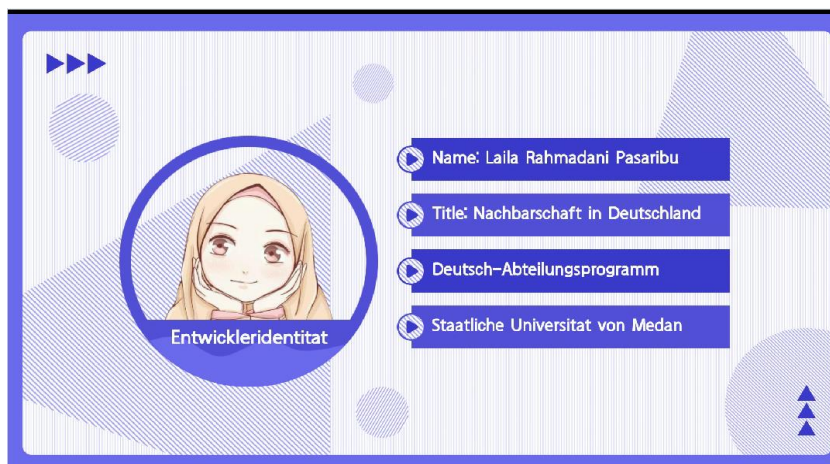 Name: Laila Rahmadani Pasaribu
Title: Nachbarschaft in Deutschland
Deutsch-Abteilungsprogramm
Staatliche Universitat von Medan
Entwickleridentitat